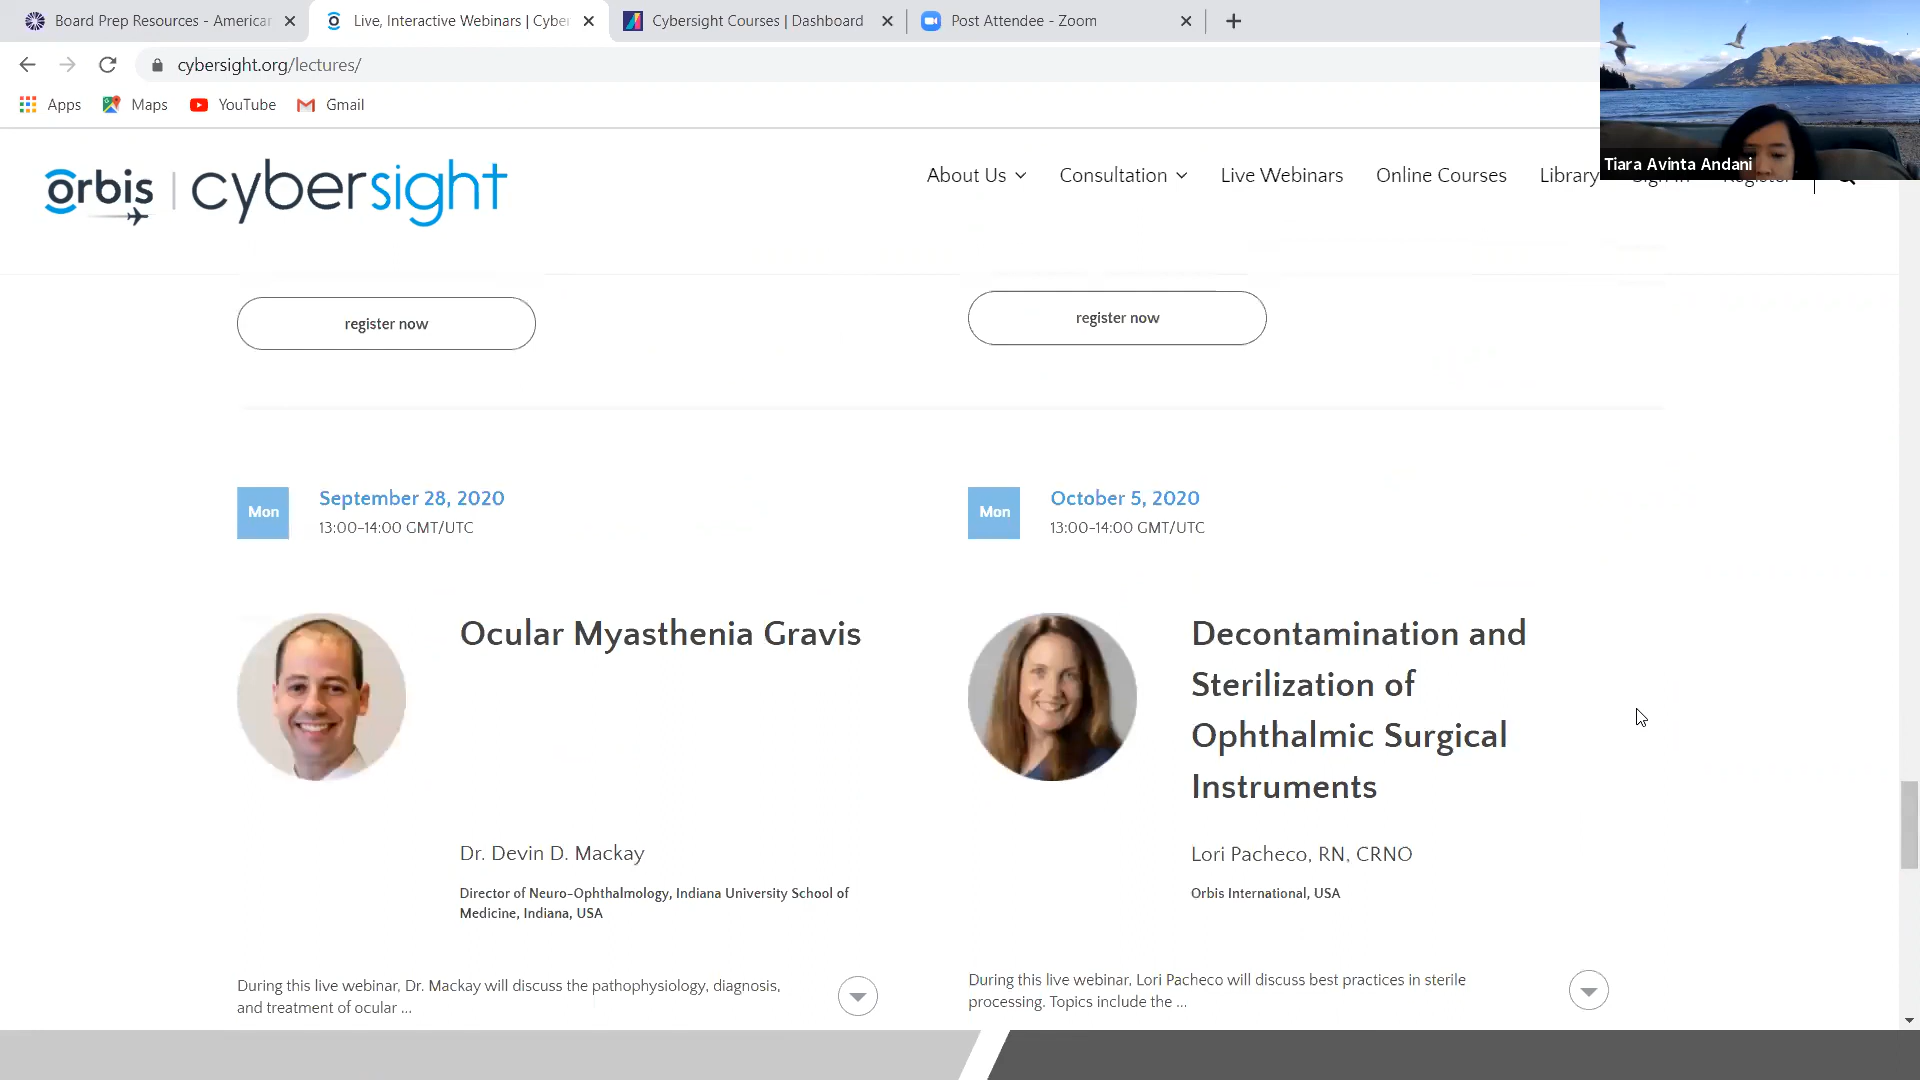 Board Prep Resources - American
Live, Interactive Webinars | Cyber
Cybersight Courses | Dashboard
Post Attendee - Zoom
cybersight.org/lectures/
Apps
Maps
YouTube
Gmail
Tiara Avinta Andani
orbis | cybersight
About Us
Consultation
Live Webinars
Online Courses
Library
Sign In
Register
register now
register now
Mon
September 28, 2020
13:00-14:00 GMT/UTC
Mon
October 5, 2020
13:00-14:00 GMT/UTC
Ocular Myasthenia Gravis
Dr. Devin D. Mackay
Director of Neuro-Ophthalmology, Indiana University School of
Medicine, Indiana, USA
During this live webinar, Dr. Mackay will discuss the pathophysiology, diagnosis,
and treatment of ocular ...
Decontamination and
Sterilization of
Ophthalmic Surgical
Instruments
Lori Pacheco, RN, CRNO
Orbis International, USA
During this live webinar, Lori Pacheco will discuss best practices in sterile
processing. Topics include the ...